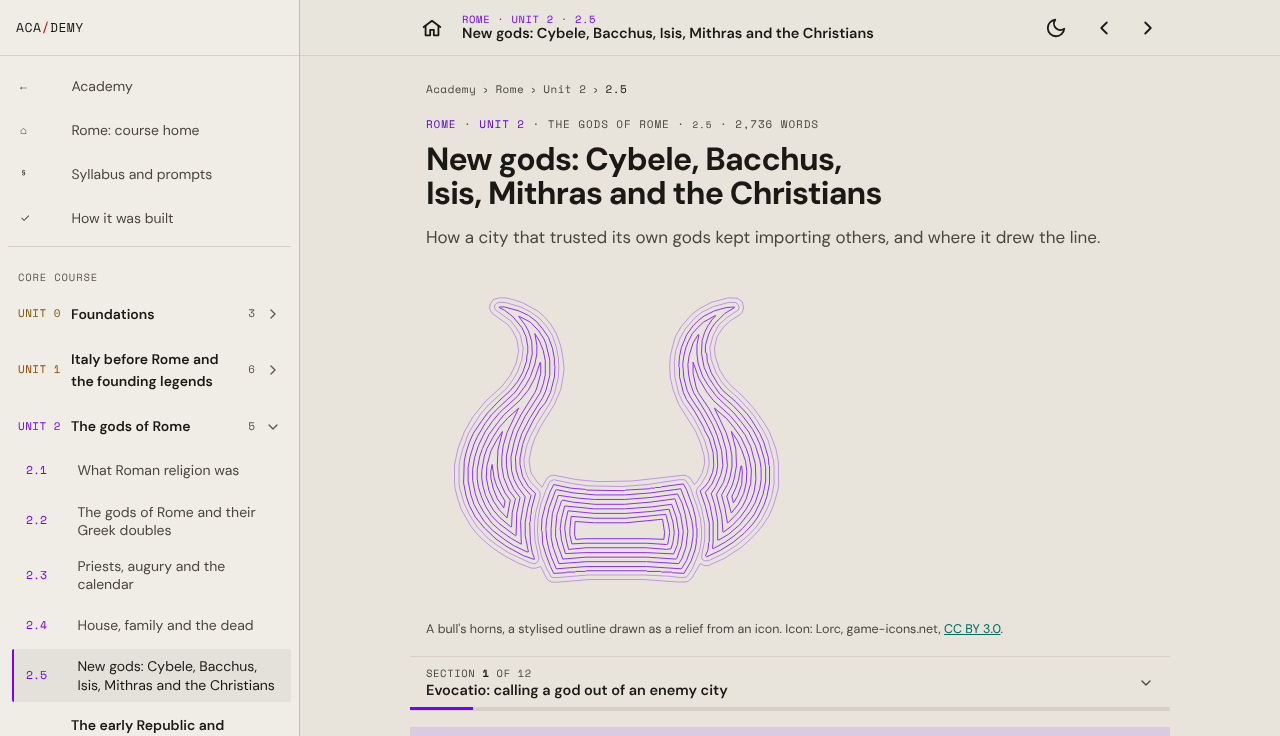 ACA/DEMY
← Academy
⌂ Rome: course home
§ Syllabus and prompts
✓ How it was built
CORE COURSE
UNIT 0 Foundations 3
UNIT 1 Italy before Rome and
the founding legends 6
UNIT 2 The gods of Rome 5
2.1 What Roman religion was
2.2 The gods of Rome and their
Greek doubles
2.3 Priests, augury and the
calendar
2.4 House, family and the dead
2.5 New gods: Cybele, Bacchus,
Isis, Mithras and the Christians
The early Republic and
ROME · UNIT 2 · 2.5
New gods: Cybele, Bacchus, Isis, Mithras and the Christians
Academy › Rome › Unit 2 › 2.5
ROME · UNIT 2 · THE GODS OF ROME · 2.5 · 2,736 WORDS
New gods: Cybele, Bacchus,
Isis, Mithras and the Christians
How a city that trusted its own gods kept importing others, and where it drew the line.
A bull's horns, a stylised outline drawn as a relief from an icon. Icon: Lorc, game-icons.net, CC BY 3.0.
SECTION 1 OF 12
Evocatio: calling a god out of an enemy city